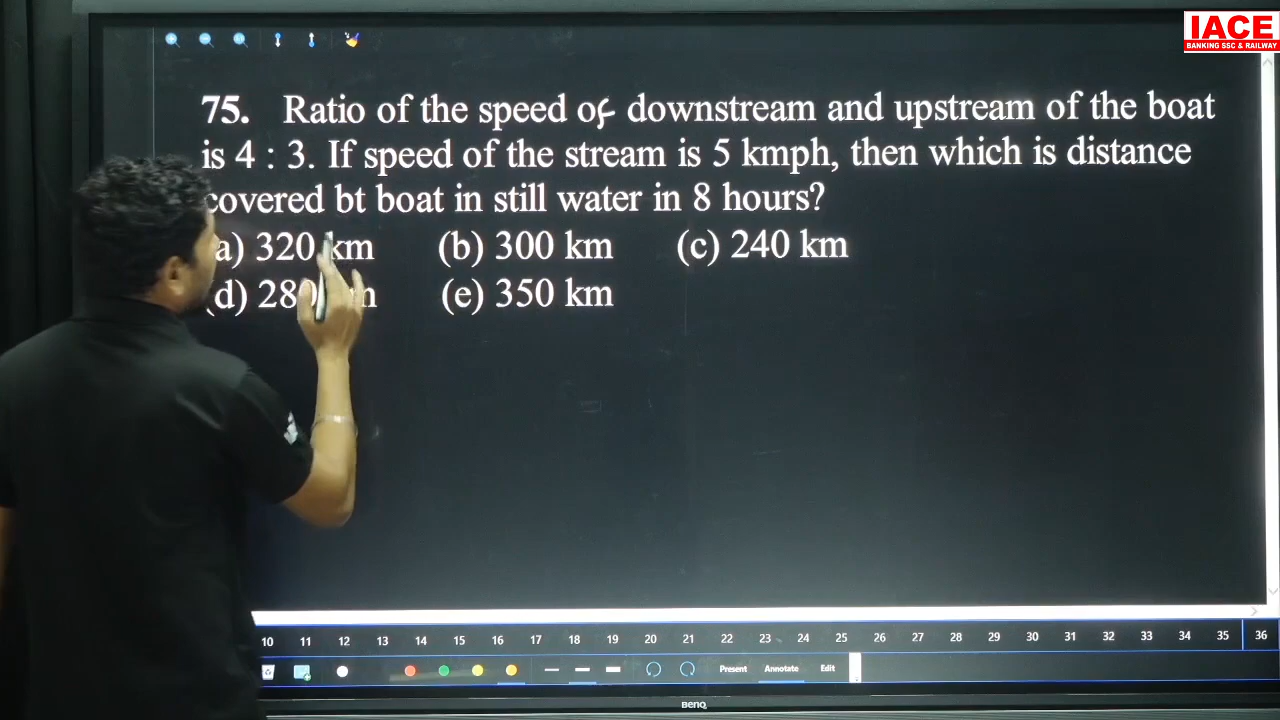 IACE
BANKING SSC & RAILWAY
75. Ratio of the speed of downstream and upstream of the boat
is 4 : 3. If speed of the stream is 5 kmph, then which is distance
covered bt boat in still water in 8 hours?
a) 320 km (b) 300 km (c) 240 km
(d) 280 m (e) 350 km
10 11 12 13 14 15 16 17 18 19 20 21 22 23 24 25 26 27 28 29 30 31 32 33 34 35 36
Present Annotate Edit
BENQ